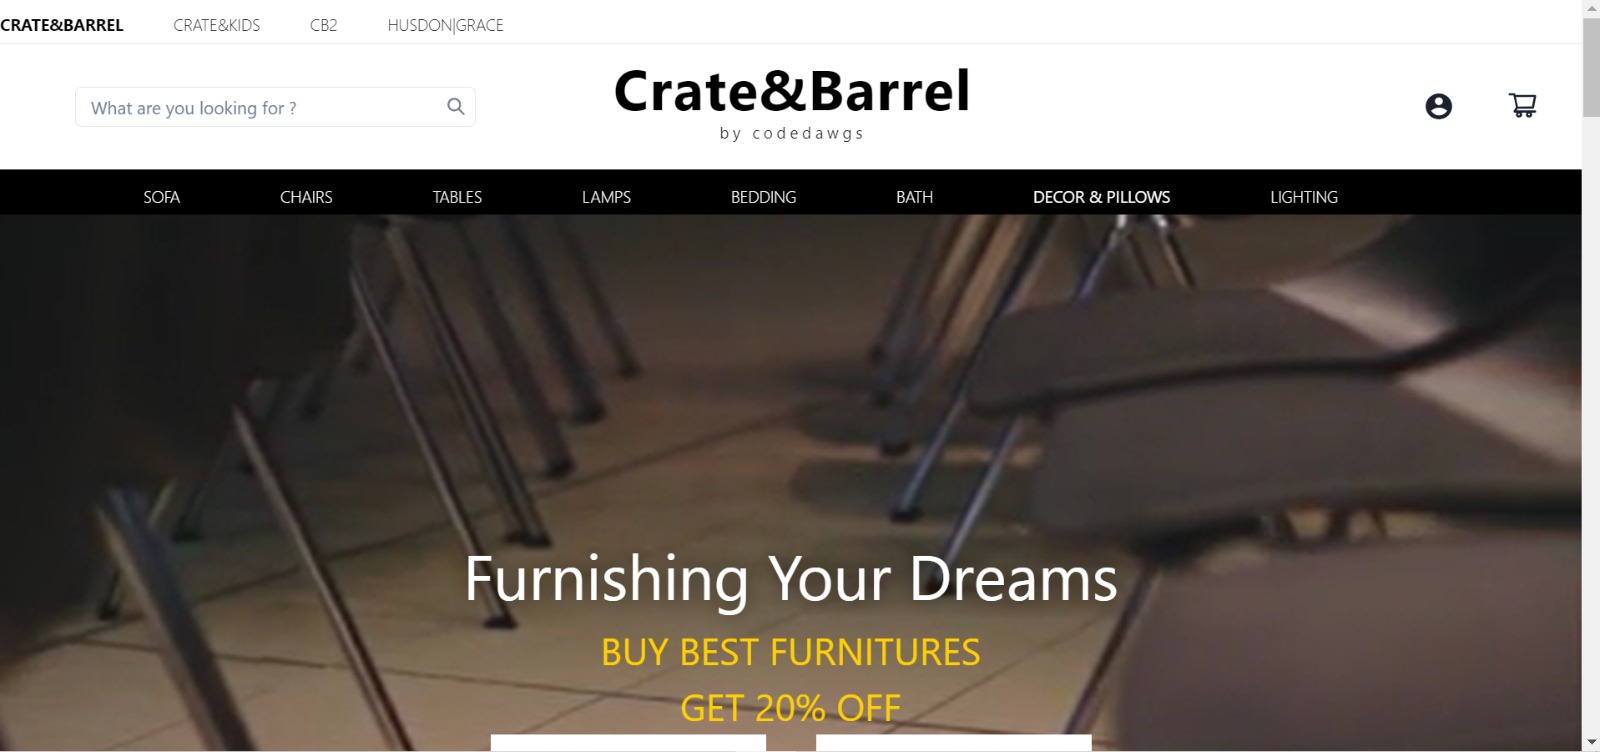 CRATE&BARREL CRATE&KIDS CB2 HUSDON|GRACE
What are you looking for ?
Crate&Barrel
by codedawgs
SOFA CHAIRS TABLES LAMPS BEDDING BATH DECOR & PILLOWS LIGHTING
Furnishing Your Dreams
BUY BEST FURNITURES
GET 20% OFF